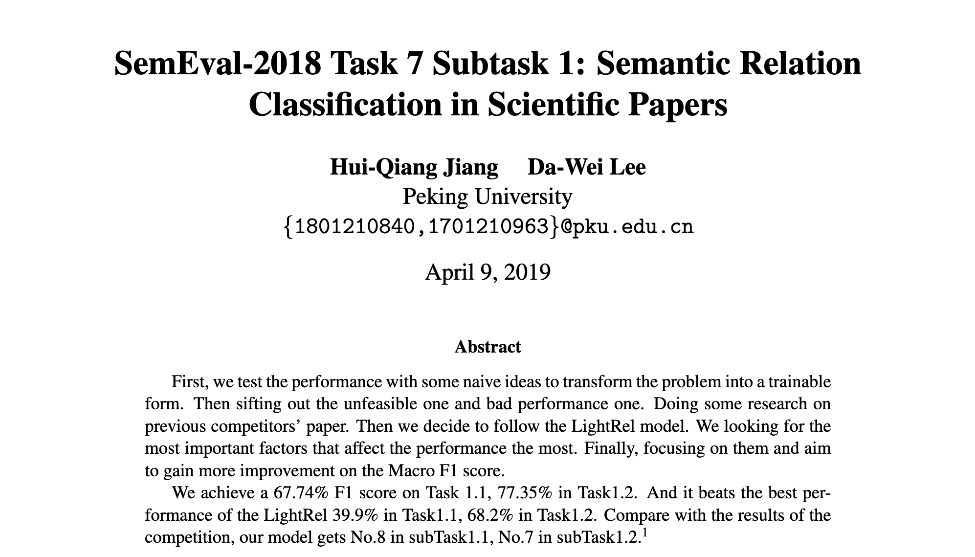 SemEval-2018 Task 7 Subtask 1: Semantic Relation
Classification in Scientific Papers
Hui-Qiang Jiang Da-Wei Lee
Peking University
{1801210840,1701210963}@pku.edu.cn
April 9, 2019
Abstract
First, we test the performance with some naive ideas to transform the problem into a trainable
form. Then sifting out the unfeasible one and bad performance one. Doing some research on
previous competitors' paper. Then we decide to follow the LightRel model. We looking for the
most important factors that affect the performance the most. Finally, focusing on them and aim
to gain more improvement on the Macro F1 score.
We achieve a 67.74% F1 score on Task 1.1, 77.35% in Task1.2. And it beats the best per-
formance of the LightRel 39.9% in Task1.1, 68.2% in Task1.2. Compare with the results of the
competition, our model gets No.8 in subTask1.1, No.7 in subTask1.2.1